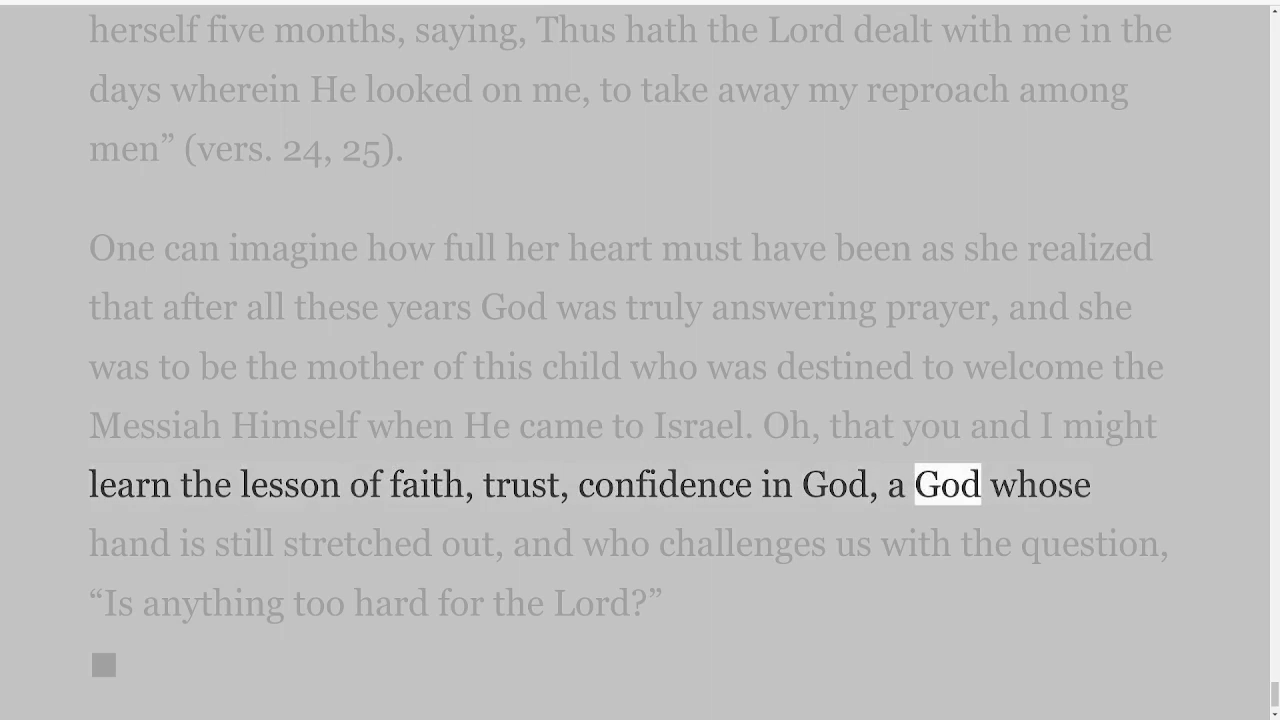 herself five months, saying, Thus hath the Lord dealt with me in the
days wherein He looked on me, to take away my reproach among
men” (vers. 24, 25).
One can imagine how full her heart must have been as she realized
that after all these years God was truly answering prayer, and she
was to be the mother of this child who was destined to welcome the
Messiah Himself when He came to Israel. Oh, that you and I might
learn the lesson of faith, trust, confidence in God, a God whose
hand is still stretched out, and who challenges us with the question,
“Is anything too hard for the Lord?”